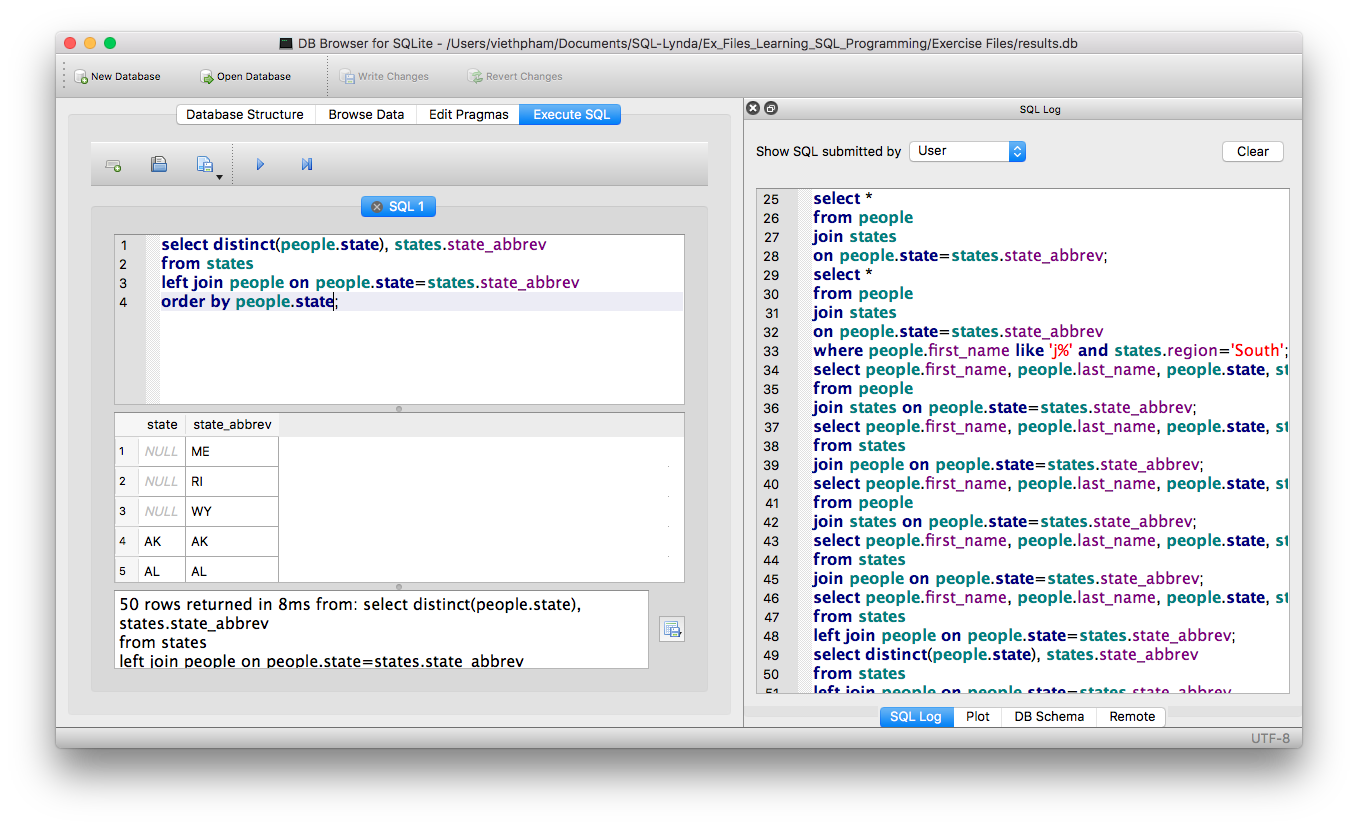 DB Browser for SQLite - /Users/viethpham/Documents/SQL-Lynda/Ex_Files_Learning_SQL_Programming/Exercise Files/results.db
New Database Open Database Write Changes Revert Changes
Database Structure Browse Data Edit Pragmas Execute SQL
SQL 1
1 select distinct(people.state), states.state_abbrev
2 from states
3 left join people on people.state=states.state_abbrev
4 order by people.state;
state state_abbrev
1 NULL ME
2 NULL RI
3 NULL WY
4 AK AK
5 AL AL
50 rows returned in 8ms from: select distinct(people.state),
states.state_abbrev
from states
left join people on people.state=states.state_abbrev
SQL Log
Show SQL submitted by User Clear
25 select *
26 from people
27 join states
28 on people.state=states.state_abbrev;
29 select *
30 from people
31 join states
32 on people.state=states.state_abbrev
33 where people.first_name like 'j%' and states.region='South';
34 select people.first_name, people.last_name, people.state, st
35 from people
36 join states on people.state=states.state_abbrev;
37 select people.first_name, people.last_name, people.state, st
38 from states
39 join people on people.state=states.state_abbrev;
40 select people.first_name, people.last_name, people.state, st
41 from people
42 join states on people.state=states.state_abbrev;
43 select people.first_name, people.last_name, people.state, st
44 from states
45 join people on people.state=states.state_abbrev;
46 select people.first_name, people.last_name, people.state, st
47 from states
48 left join people on people.state=states.state_abbrev;
49 select distinct(people.state), states.state_abbrev
50 from states
51 left join people on people.state=states.state_abbrev
SQL Log Plot DB Schema Remote
UTF-8